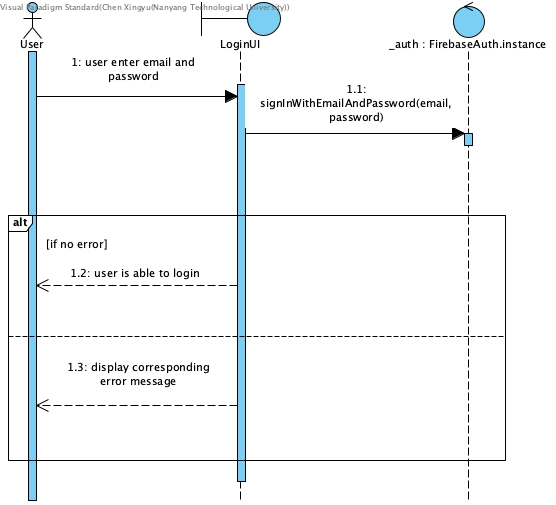 Visual Paradigm Standard(Chen Xingyu(Nanyang Technological University))
User
LoginUI
_auth : FirebaseAuth.instance
1: user enter email and
password
1.1:
signInWithEmailAndPassword(email,
password)
alt
[if no error]
1.2: user is able to login
1.3: display corresponding
error message